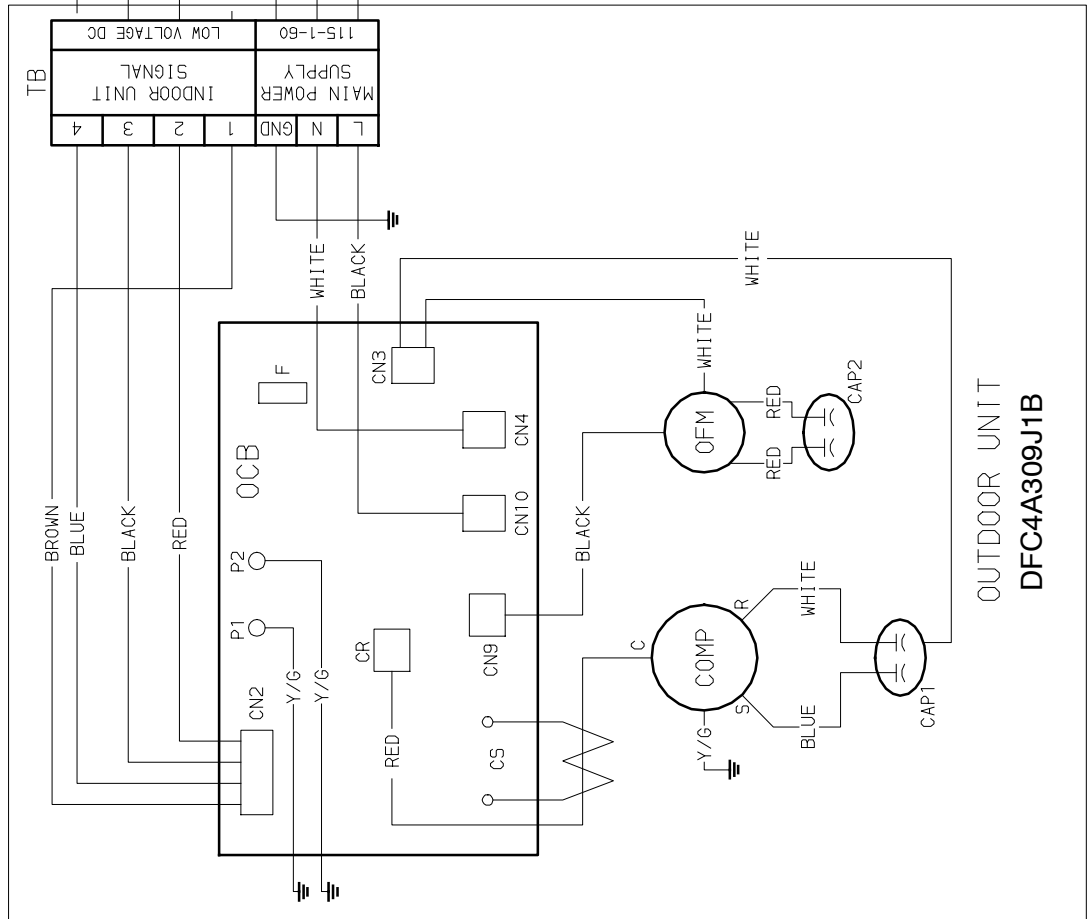 TB
LOW VOLTAGE DC
115-1-60
INDOOR UNIT
SIGNAL
MAIN POWER
SUPPLY
4
3
2
1
GND
N
L
BROWN
BLUE
BLACK
RED
WHITE
BLACK
WHITE
OCB
F
CN3
P1
P2
CN2
CN4
CN10
CR
CN9
CS
Y/G
Y/G
RED
BLACK
WHITE
OFM
RED
RED
CAP2
C
COMP
S
R
Y/G
WHITE
BLUE
CAP1
OUTDOOR UNIT
DFC4A309J1B